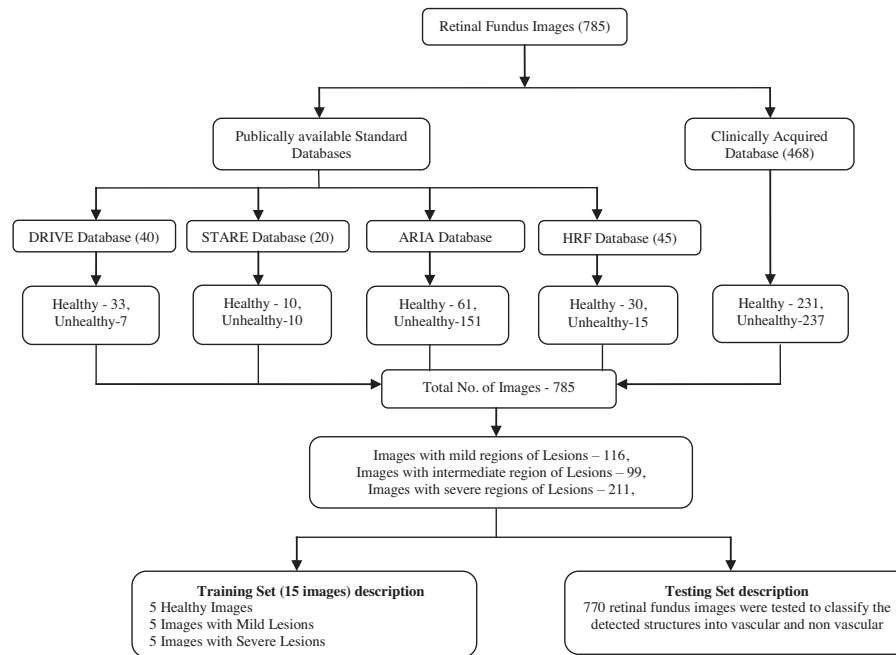 Retinal Fundus Images (785)
Publically available Standard
Databases
Clinically Acquired
Database (468)
DRIVE Database (40)
STARE Database (20)
ARIA Database
HRF Database (45)
Healthy - 33,
Unhealthy-7
Healthy - 10,
Unhealthy-10
Healthy - 61,
Unhealthy-151
Healthy - 30,
Unhealthy-15
Healthy - 231,
Unhealthy-237
Total No. of Images - 785
Images with mild regions of Lesions – 116,
Images with intermediate region of Lesions – 99,
Images with severe regions of Lesions – 211,
Training Set (15 images) description
5 Healthy Images
5 Images with Mild Lesions
5 Images with Severe Lesions
Testing Set description
770 retinal fundus images were tested to classify the
detected structures into vascular and non vascular